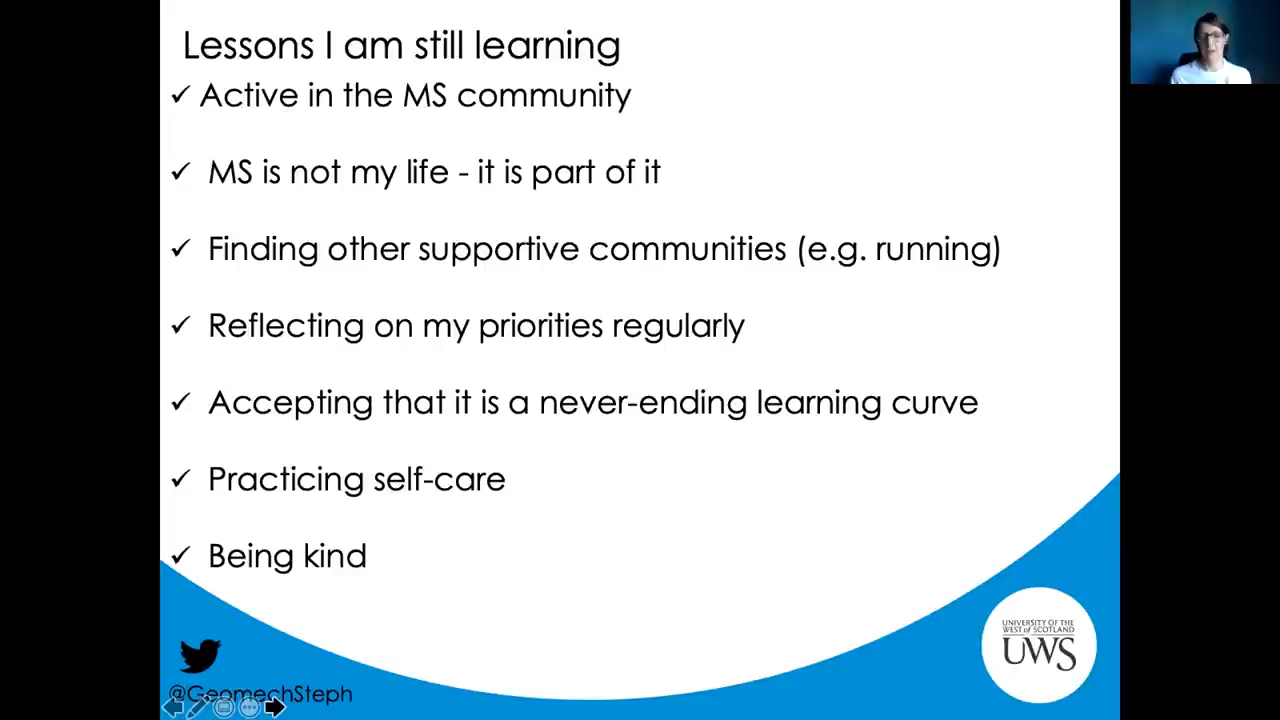 Lessons I am still learning
✓ Active in the MS community
✓ MS is not my life - it is part of it
✓ Finding other supportive communities (e.g. running)
✓ Reflecting on my priorities regularly
✓ Accepting that it is a never-ending learning curve
✓ Practicing self-care
✓ Being kind
UNIVERSITY OF THE
WEST of SCOTLAND
UWS
@GeomechSteph